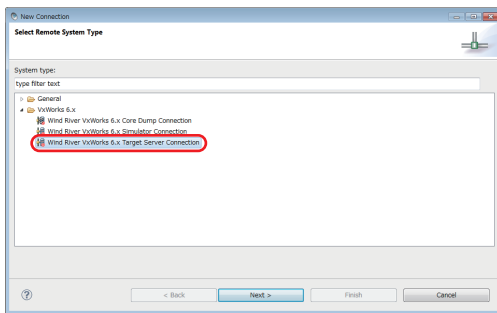 New Connection
Select Remote System Type
System type:
type filter text
General
VxWorks 6.x
Wind River VxWorks 6.x Core Dump Connection
Wind River VxWorks 6.x Simulator Connection
Wind River VxWorks 6.x Target Server Connection
?
< Back
Next >
Finish
Cancel